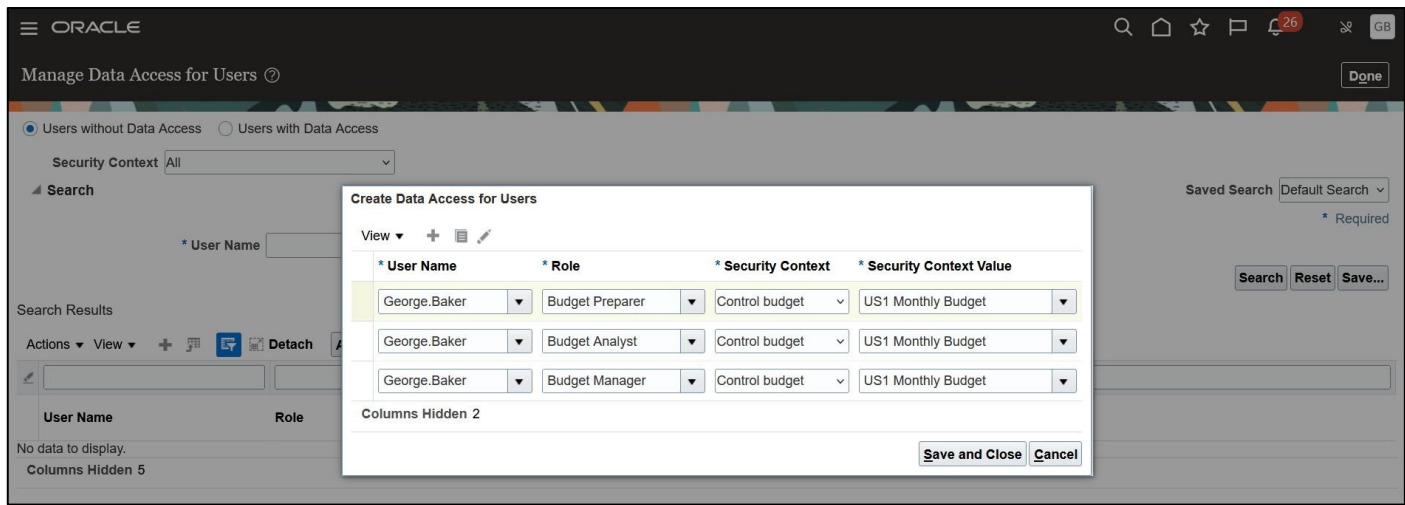 ORACLE
26
GB
Manage Data Access for Users
Done
Users without Data Access Users with Data Access
Security Context All
Search
Saved Search Default Search
* Required
* User Name
Search Reset Save...
Search Results
Actions View Detach
User Name Role
No data to display.
Columns Hidden 5
Create Data Access for Users
View
* User Name * Role * Security Context * Security Context Value
George.Baker Budget Preparer Control budget US1 Monthly Budget
George.Baker Budget Analyst Control budget US1 Monthly Budget
George.Baker Budget Manager Control budget US1 Monthly Budget
Columns Hidden 2
Save and Close Cancel